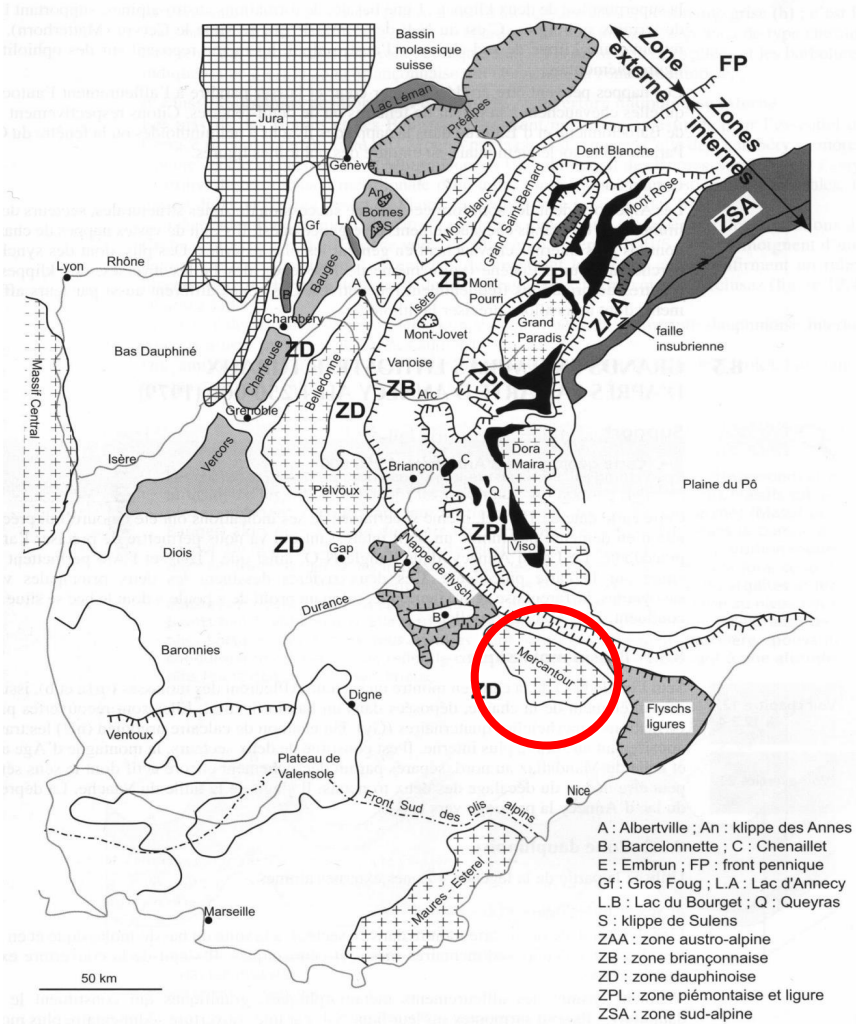 Bassin
molassique
suisse
Zone
externe
FP
Zones
internes
Lac Léman
Préalpes
Jura
Genève
Dent Blanche
An
Bornes
S
Mont-Blanc
Grand Saint-Bernard
Mont Rose
ZSA
Gf
A
Lyon
Rhône
Bauges
L.B
A
ZB
Mont
Pourri
ZPL
Isère
ZAA
Chambéry
Mont-Jovet
Grand
Paradis
faille
insubrienne
ZD
Bas Dauphiné
Chartreuse
Belledonne
Vanoise
ZB
Arc
ZPL
Massif Central
Grenoble
ZD
Isère
Vercors
Briançon
C
Dora
Maira
Plaine du Pô
Pelvoux
Q
ZPL
Viso
ZD
Diois
Gap
E
Nappe de flysch
Durance
B
Baronnies
Mercantour
ZD
Digne
Flyschs
ligures
Ventoux
Plateau de
Valensole
Front Sud des plis alpins
Nice
Maures - Esterel
Marseille
50 km
A : Albertville ; An : klippe des Annes
B : Barcelonnette ; C : Chenaillet
E : Embrun ; FP : front pennique
Gf : Gros Foug ; L.A : Lac d'Annecy
L.B : Lac du Bourget ; Q : Queyras
S : klippe de Sulens
ZAA : zone austro-alpine
ZB : zone briançonnaise
ZD : zone dauphinoise
ZPL : zone piémontaise et ligure
ZSA : zone sud-alpine